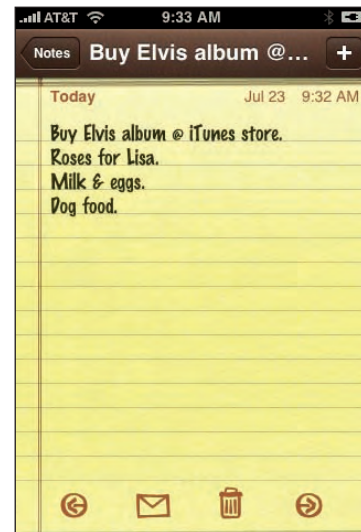 AT&T 9:33 AM
Notes Buy Elvis album @... +
Today Jul 23 9:32 AM
Buy Elvis album @ iTunes store.
Roses for Lisa.
Milk & eggs.
Dog food.